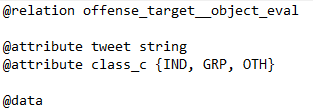 @relation offense_target__object_eval
@attribute tweet string
@attribute class_c {IND, GRP, OTH}
@data